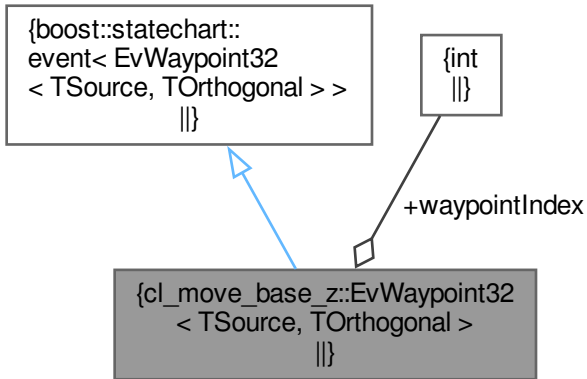 {boost::statechart::
event< EvWaypoint32
< TSource, TOrthogonal > >
||}
{int
||}
+waypointIndex
{cl_move_base_z::EvWaypoint32
< TSource, TOrthogonal >
||}